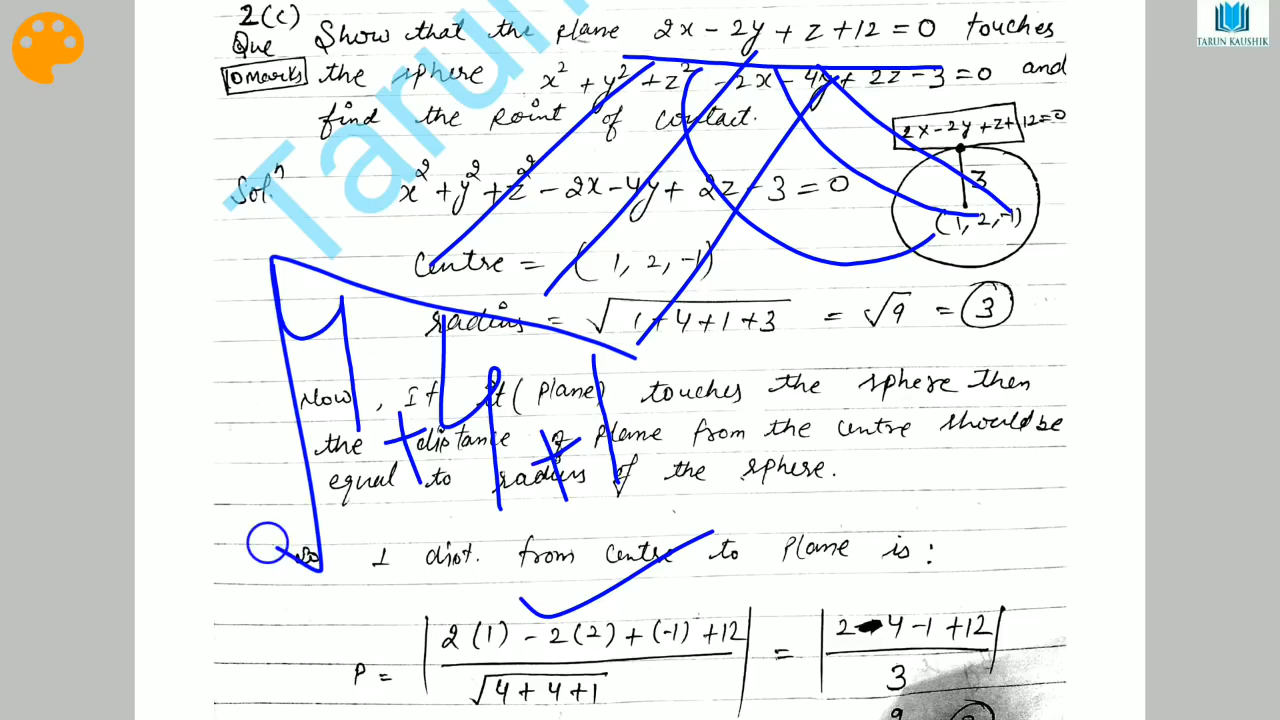 2(c)
Que Show that the plane 2x - 2y + z + 12 = 0 touches
the sphere x² + y² + z² - 2x - 4y + 2z - 3 = 0 and
find the point of contact.
2x - 2y + z + 12 = 0
3
(1, 2, -1)
Solⁿ x² + y² + z² - 2x - 4y + 2z - 3 = 0
Centre = (1, 2, -1)
radius = √1+4+1+3 = √9 = 3
Now, If it (plane) touches the sphere then
the ⊥ distance of plane from the centre should be
equal to radius of the sphere.
So ⊥ dist. from centre to plane is :
P = | 2(1) - 2(2) + (-1) + 12 / √4+4+1 | = | 2 - 4 - 1 + 12 / 3 |
TARUN KAUSHIK
Tarun